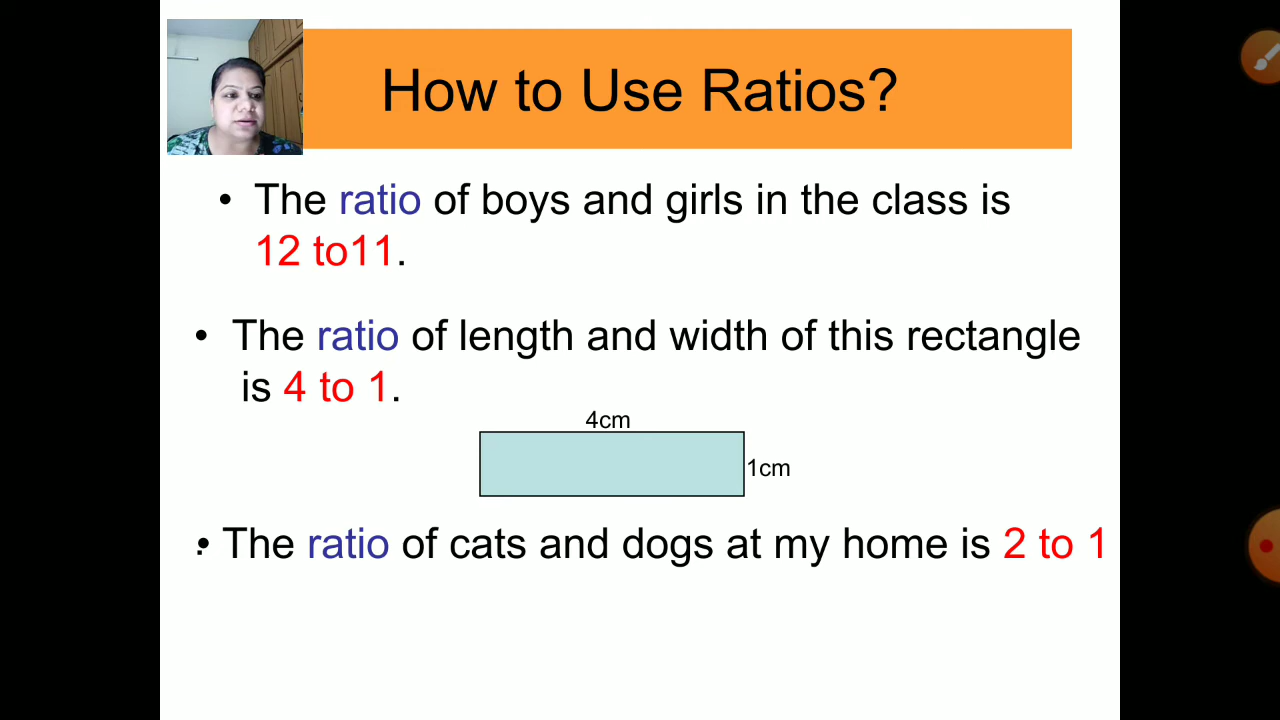 How to Use Ratios?
• The ratio of boys and girls in the class is
12 to11.
• The ratio of length and width of this rectangle
is 4 to 1.
4cm
1cm
• The ratio of cats and dogs at my home is 2 to 1